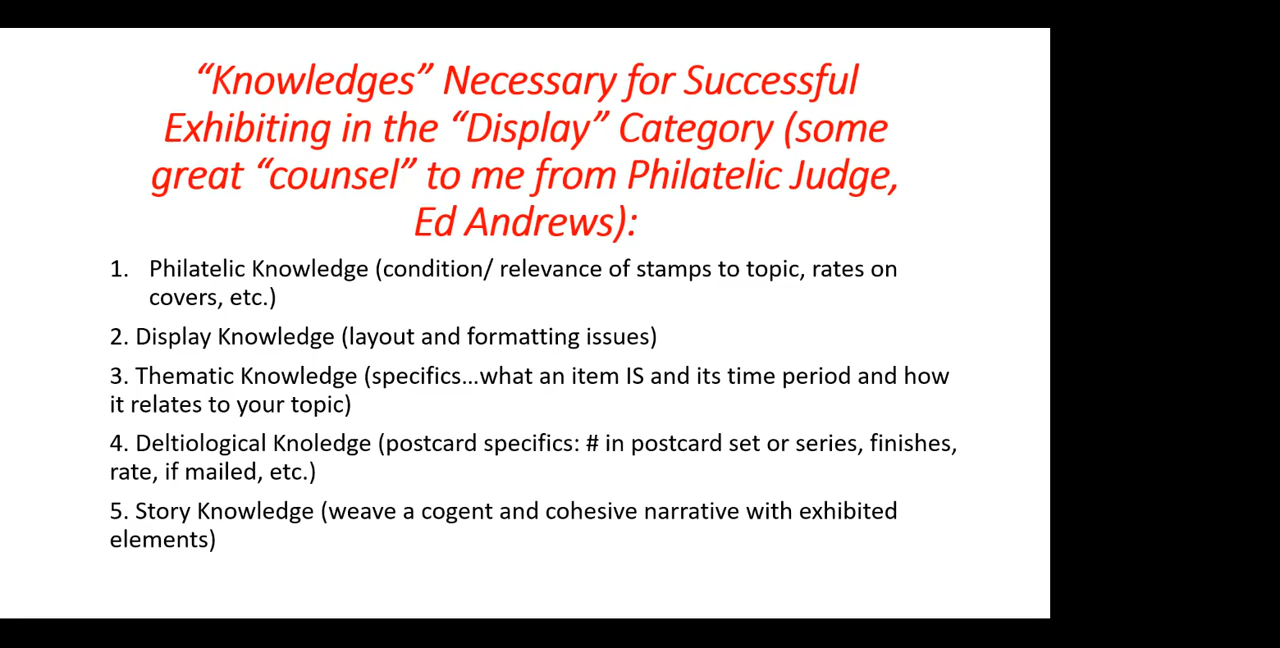 “Knowledges” Necessary for Successful
Exhibiting in the “Display” Category (some
great “counsel” to me from Philatelic Judge,
Ed Andrews):
1. Philatelic Knowledge (condition/ relevance of stamps to topic, rates on
covers, etc.)
2. Display Knowledge (layout and formatting issues)
3. Thematic Knowledge (specifics...what an item IS and its time period and how
it relates to your topic)
4. Deltiological Knoledge (postcard specifics: # in postcard set or series, finishes,
rate, if mailed, etc.)
5. Story Knowledge (weave a cogent and cohesive narrative with exhibited
elements)